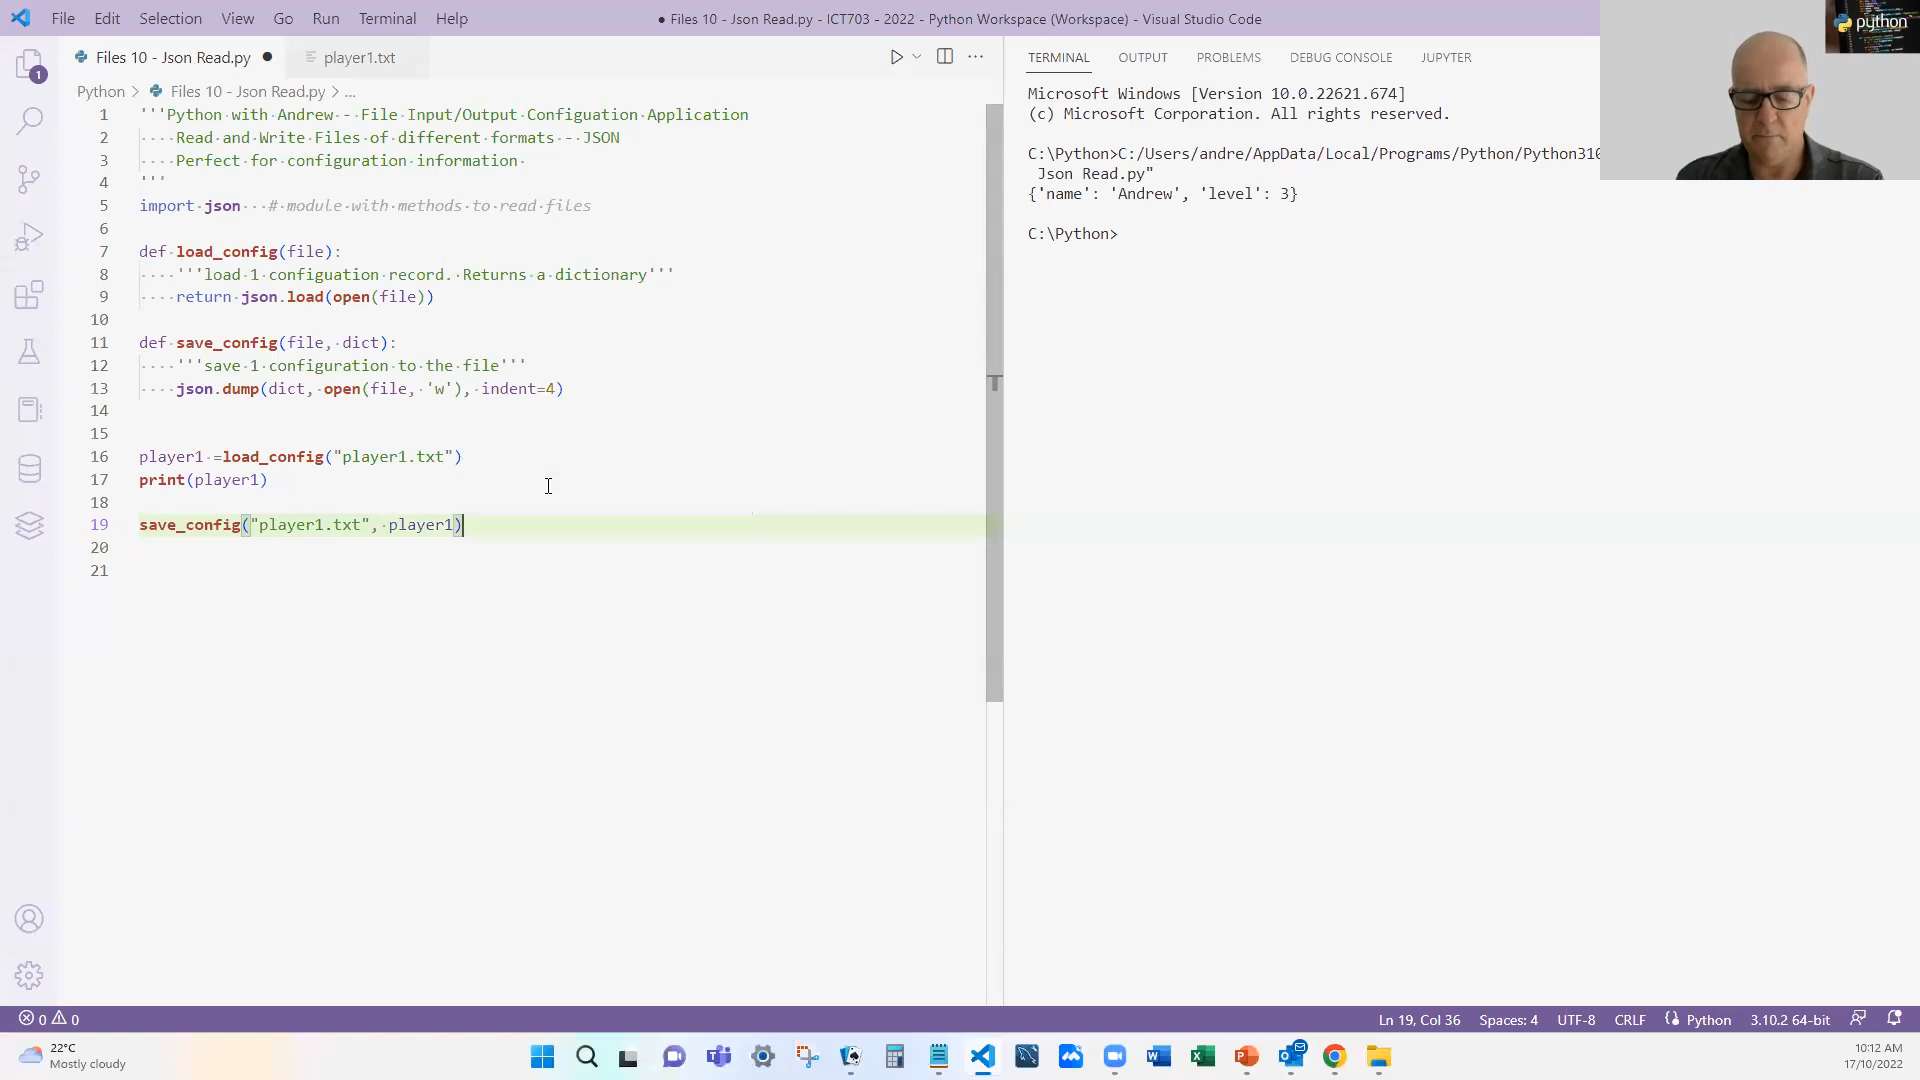 File Edit Selection View Go Run Terminal Help
● Files 10 - Json Read.py - ICT703 - 2022 - Python Workspace (Workspace) - Visual Studio Code
python
Files 10 - Json Read.py ● player1.txt
Python > Files 10 - Json Read.py > ...
1 '''Python with Andrew - File Input/Output Configuation Application
2 Read and Write Files of different formats - JSON
3 Perfect for configuration information
4 '''
5 import json # module with methods to read files
6
7 def load_config(file):
8 '''load 1 configuation record. Returns a dictionary'''
9 return json.load(open(file))
10
11 def save_config(file, dict):
12 '''save 1 configuration to the file'''
13 json.dump(dict, open(file, 'w'), indent=4)
14
15
16 player1 =load_config("player1.txt")
17 print(player1)
18
19 save_config("player1.txt", player1)
20
21
TERMINAL OUTPUT PROBLEMS DEBUG CONSOLE JUPYTER
Microsoft Windows [Version 10.0.22621.674]
(c) Microsoft Corporation. All rights reserved.
C:\Python>C:/Users/andre/AppData/Local/Programs/Python/Python310
Json Read.py"
{'name': 'Andrew', 'level': 3}
C:\Python>
1
0 0
Ln 19, Col 36 Spaces: 4 UTF-8 CRLF Python 3.10.2 64-bit
22°C
Mostly cloudy
10:12 AM
17/10/2022